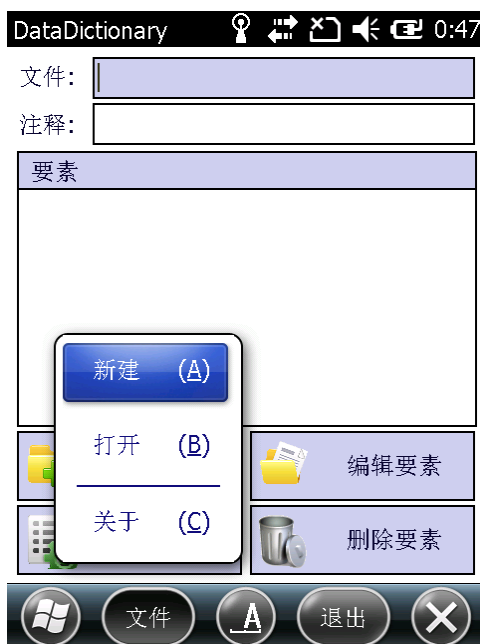 DataDictionary 0:47
文件:
注释:
要素
新建 (A)
打开 (B)
编辑要素
关于 (C)
删除要素
文件 A 退出